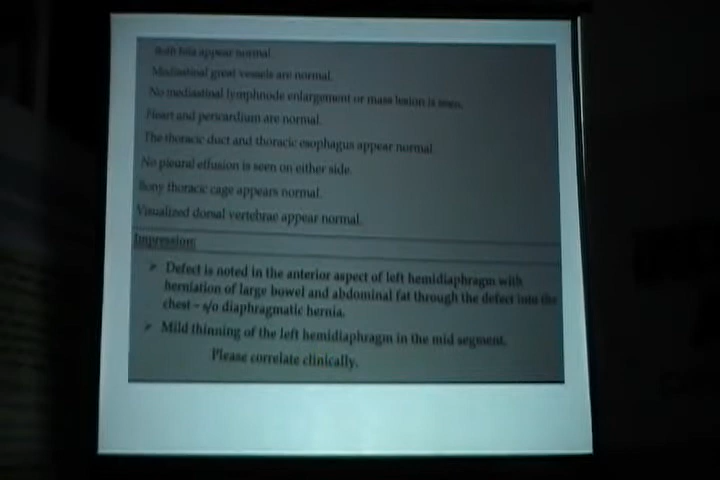 Both hila appear normal.
Mediastinal great vessels are normal.
No mediastinal lymphnode enlargement or mass lesion is seen.
Heart and pericardium are normal.
The thoracic duct and thoracic esophagus appear normal.
No pleural effusion is seen on either side.
Bony thoracic cage appears normal.
Visualized dorsal vertebrae appear normal.
Impression:
➤ Defect is noted in the anterior aspect of left hemidiaphragm with
herniation of large bowel and abdominal fat through the defect into the
chest – s/o diaphragmatic hernia.
➤ Mild thinning of the left hemidiaphragm in the mid segment.
Please correlate clinically.